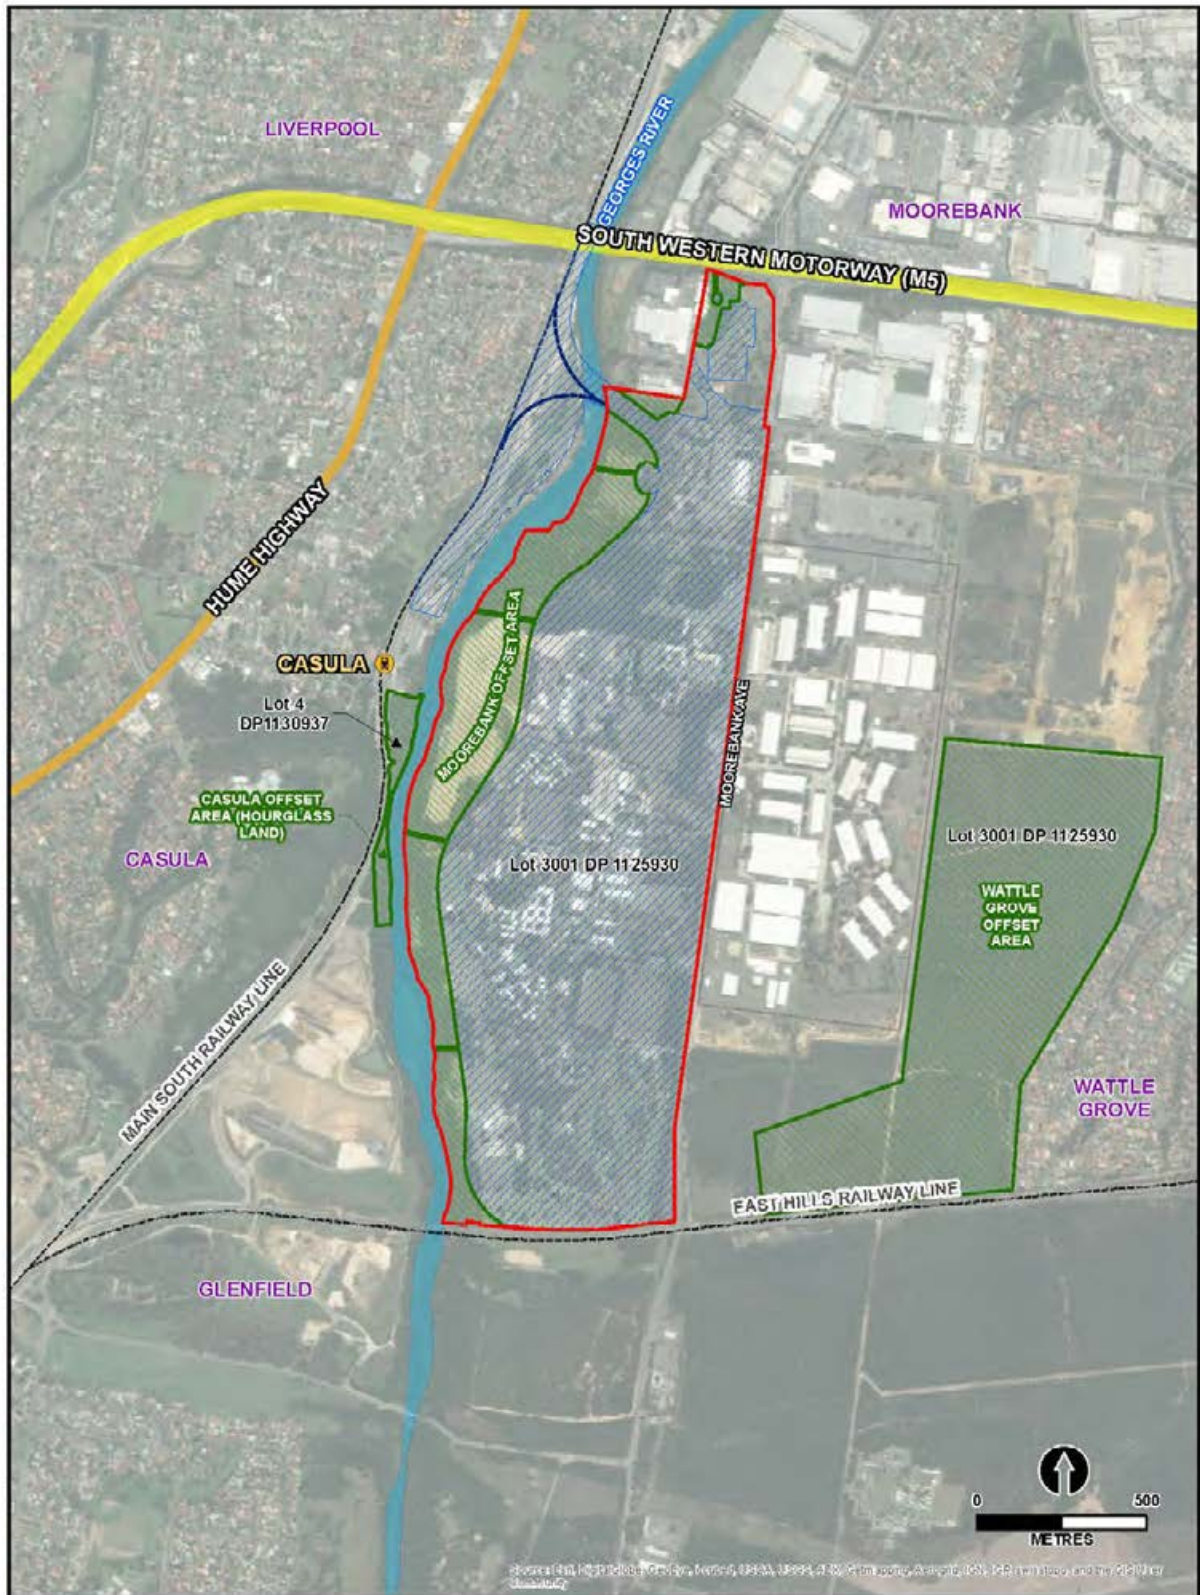 LIVERPOOL
GEORGES RIVER
MOOREBANK
SOUTH WESTERN MOTORWAY (M5)
HUME HIGHWAY
CASULA
Lot 4
DP1130937
MOOREBANK OFFSET AREA
MOOREBANK AVE
CASULA OFFSET
AREA (HOURGLASS
LAND)
CASULA
Lot 3001 DP 1125930
Lot 3001 DP 1125930
WATTLE
GROVE
OFFSET
AREA
MAIN SOUTH RAILWAY LINE
WATTLE
GROVE
EAST HILLS RAILWAY LINE
GLENFIELD
0 500
METRES